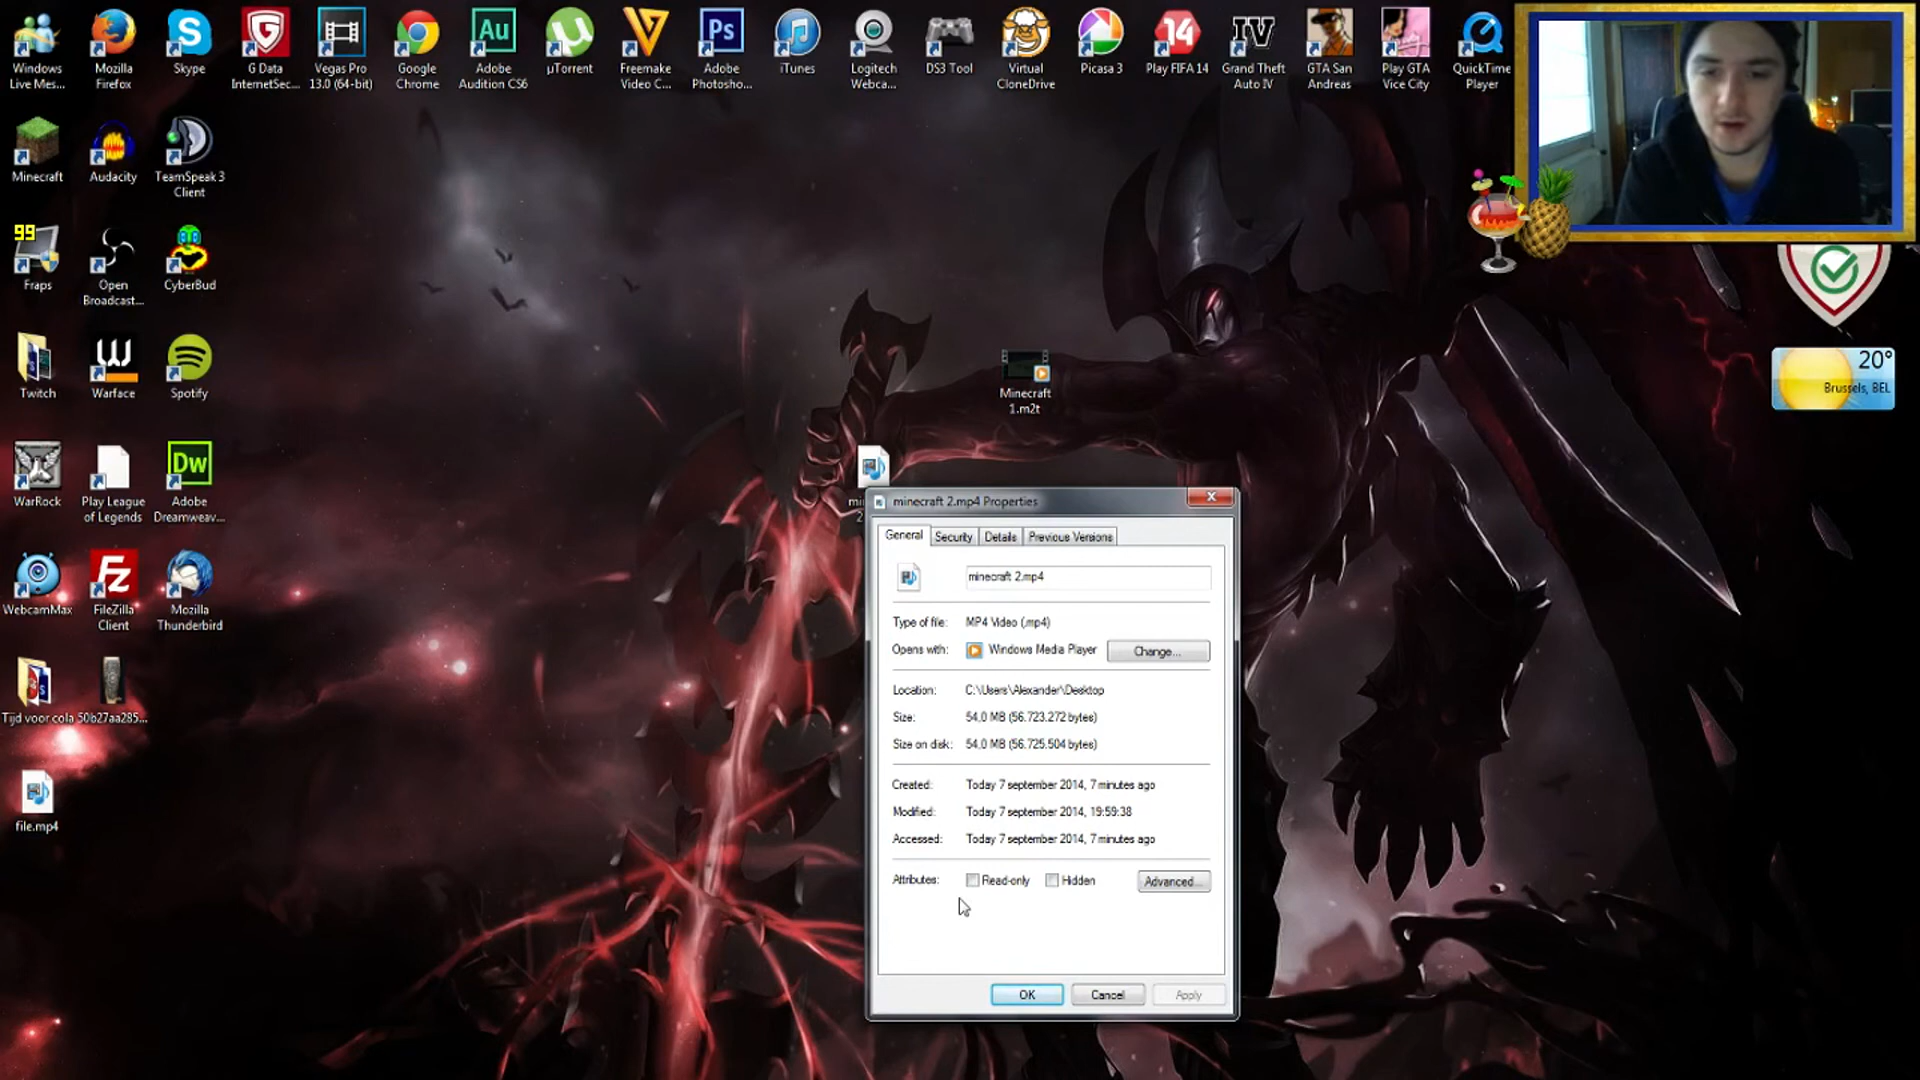 Windows
Live Mes...
Mozilla
Firefox
Skype
G Data
InternetSec...
Vegas Pro
13.0 (64-bit)
Google
Chrome
Au
Adobe
Audition CS6
µTorrent
Freemake
Video C...
Ps
Adobe
Photosho...
iTunes
Logitech
Webca...
DS3 Tool
Virtual
CloneDrive
Picasa 3
14
Play FIFA 14
IV
Grand Theft
Auto IV
GTA San
Andreas
Play GTA
Vice City
QuickTime
Player
Minecraft
Audacity
TeamSpeak 3
Client
99
Fraps
Open
Broadcast...
CyberBud
20°
Brussels, BEL
Twitch
Warface
Spotify
Minecraft
1.m2t
WarRock
Play League
of Legends
Dw
Adobe
Dreamweav...
minecraft 2.mp4 Properties
General
Security
Details
Previous Versions
minecraft 2.mp4
Type of file: MP4 Video (.mp4)
Opens with: Windows Media Player Change...
Location: C:\Users\Alexander\Desktop
Size: 54,0 MB (56.723.272 bytes)
Size on disk: 54,0 MB (56.725.504 bytes)
Created: Today 7 september 2014, 7 minutes ago
Modified: Today 7 september 2014, 19:59:38
Accessed: Today 7 september 2014, 7 minutes ago
Attributes: Read-only Hidden Advanced...
OK Cancel Apply
WebcamMax
Fz
FileZilla
Client
Mozilla
Thunderbird
Tijd voor cola
50b27aa285...
file.mp4